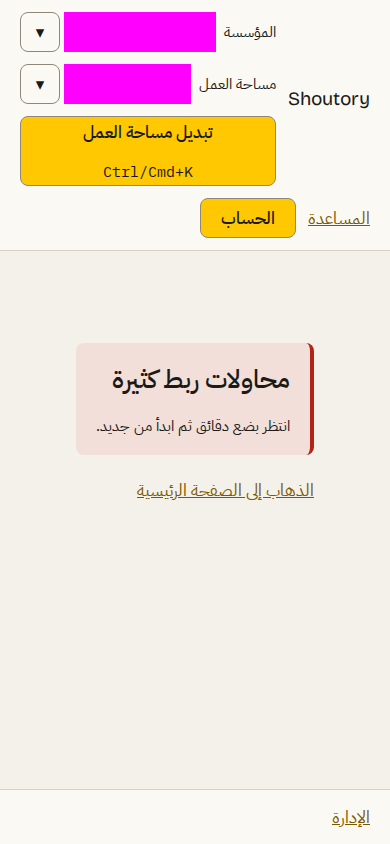 Shoutory
المؤسسة
▼
مساحة العمل
▼
تبديل مساحة العمل
Ctrl/Cmd+K
المساعدة
الحساب
محاولات ربط كثيرة
انتظر بضع دقائق ثم ابدأ من جديد.
الذهاب إلى الصفحة الرئيسية
الإدارة